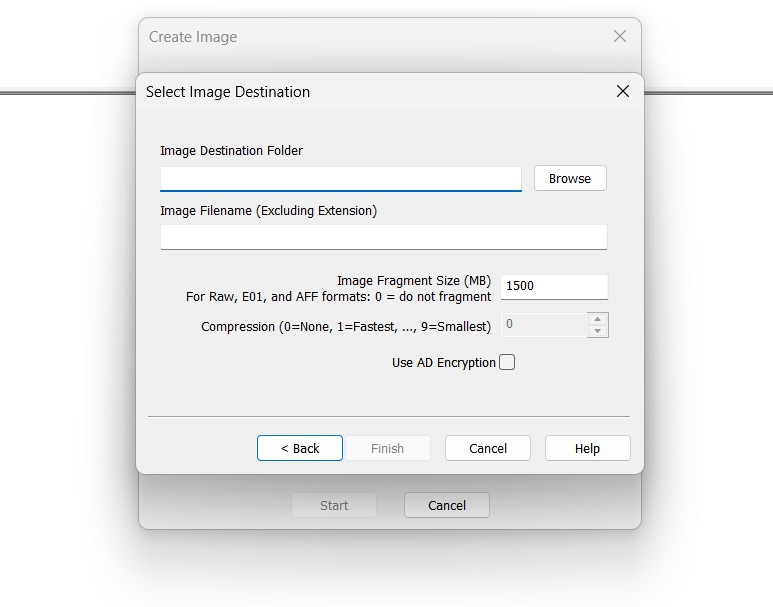 Create Image
Select Image Destination
Image Destination Folder
Browse
Image Filename (Excluding Extension)
Image Fragment Size (MB)
1500
For Raw, E01, and AFF formats: 0 = do not fragment
Compression (0=None, 1=Fastest, ..., 9=Smallest)
0
Use AD Encryption
< Back
Finish
Cancel
Help
Start
Cancel